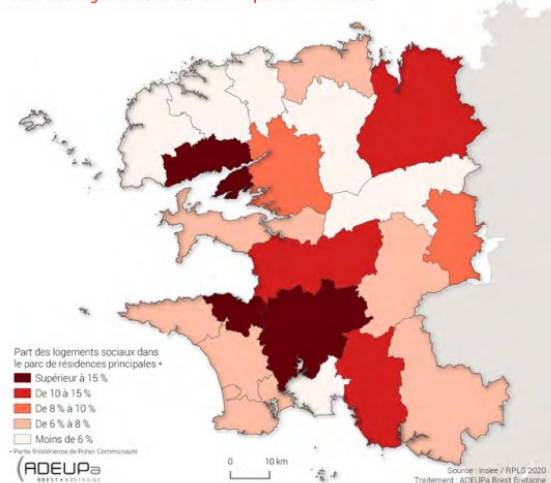 Part des logements sociaux dans
le parc de résidences principales *
Supérieur à 15 %
De 10 à 15 %
De 8 % à 10 %
De 6 % à 8 %
Moins de 6 %
* Partie finistérienne de Poher Communauté
ADEUPa
BREST • BRETAGNE
0 10 km
Source : Insee / RPLS 2020
Traitement : ADEUPa Brest Bretagne